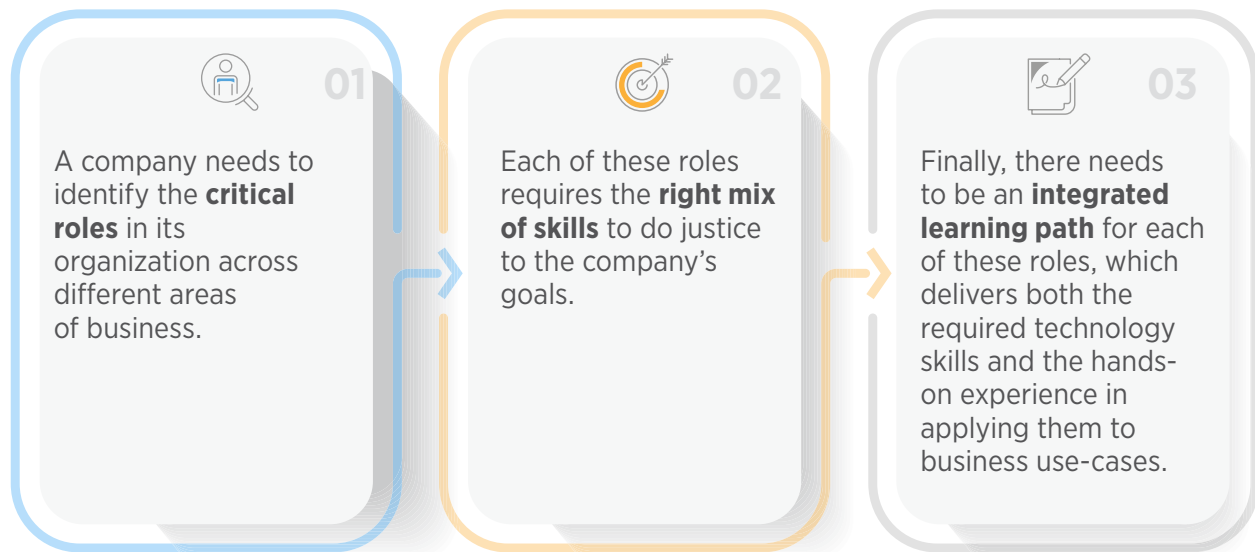 01
A company needs to
identify the critical
roles in its
organization across
different areas
of business.
02
Each of these roles
requires the right mix
of skills to do justice
to the company’s
goals.
03
Finally, there needs
to be an integrated
learning path for each
of these roles, which
delivers both the
required technology
skills and the hands-
on experience in
applying them to
business use-cases.